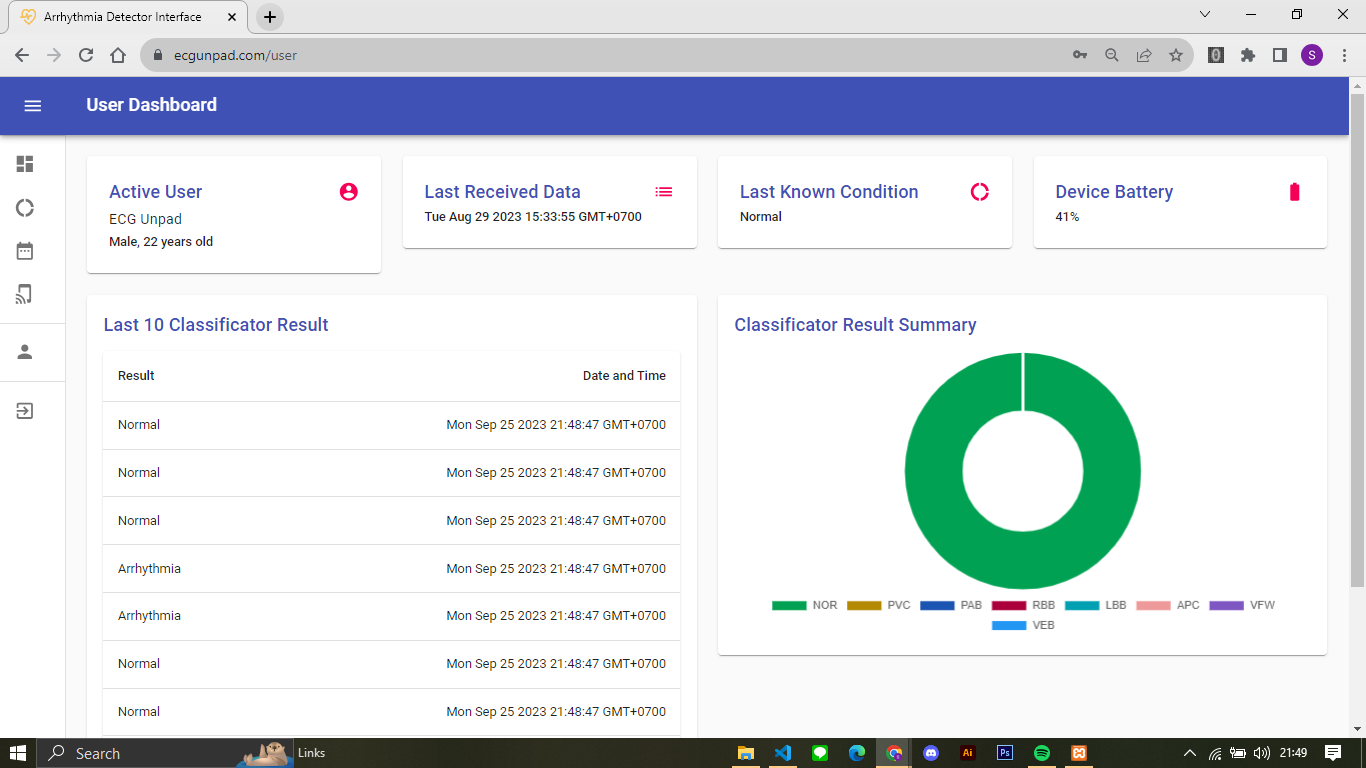 Arrhythmia Detector Interface
ecgunpad.com/user
S
User Dashboard
Active User
ECG Unpad
Male, 22 years old
Last Received Data
Tue Aug 29 2023 15:33:55 GMT+0700
Last Known Condition
Normal
Device Battery
41%
Last 10 Classificator Result
Result Date and Time
Normal Mon Sep 25 2023 21:48:47 GMT+0700
Normal Mon Sep 25 2023 21:48:47 GMT+0700
Normal Mon Sep 25 2023 21:48:47 GMT+0700
Arrhythmia Mon Sep 25 2023 21:48:47 GMT+0700
Arrhythmia Mon Sep 25 2023 21:48:47 GMT+0700
Normal Mon Sep 25 2023 21:48:47 GMT+0700
Normal Mon Sep 25 2023 21:48:47 GMT+0700
Classificator Result Summary
NOR PVC PAB RBB LBB APC VFW
VEB
Search
Links
Ai
Ps
21:49